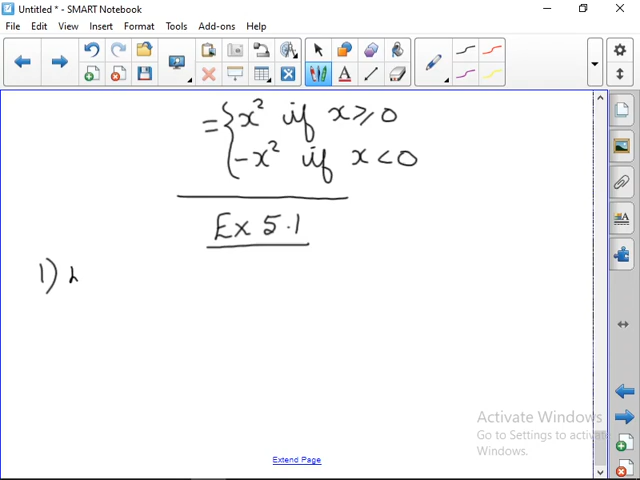 Untitled * - SMART Notebook
File Edit View Insert Format Tools Add-ons Help
= { x² if x ≥ 0
-x² if x < 0
Ex 5.1
1)
Activate Windows
Go to Settings to activate
Windows.
Extend Page